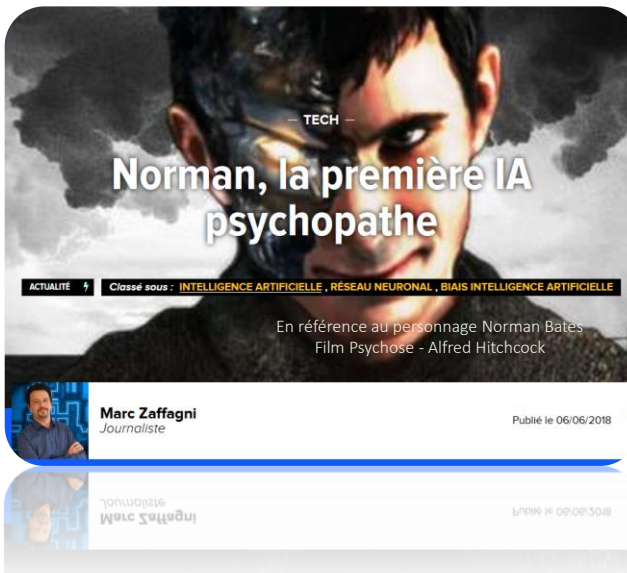 — TECH —
Norman, la première IA
psychopathe
ACTUALITÉ Classé sous : INTELLIGENCE ARTIFICIELLE , RÉSEAU NEURONAL , BIAIS INTELLIGENCE ARTIFICIELLE
En référence au personnage Norman Bates
Film Psychose - Alfred Hitchcock
Marc Zaffagni
Journaliste
Publié le 06/06/2018